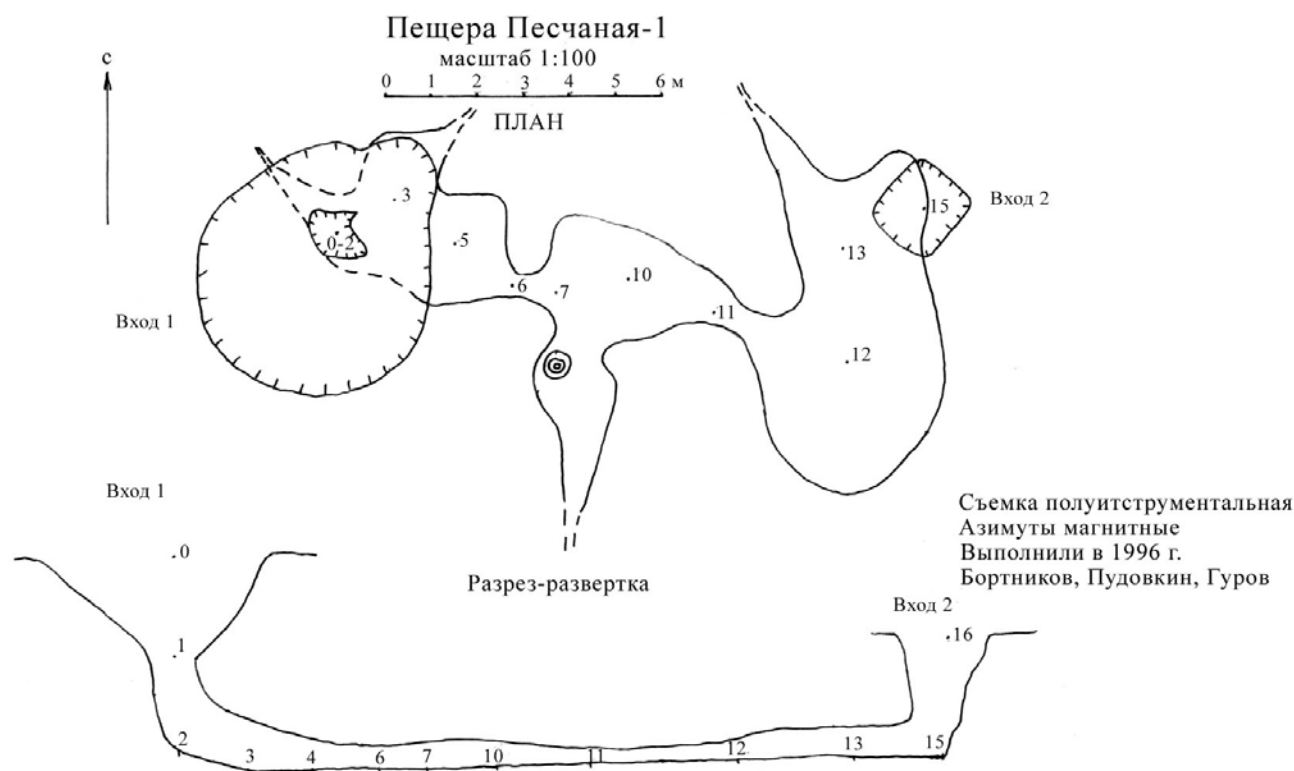 Пещера Песчаная-1
масштаб 1:100
с
0 1 2 3 4 5 6 м
ПЛАН
3
15
Вход 2
0-2
5
13
10
6
7
11
Вход 1
12
Вход 1
Съемка полуитструментальная
Азимуты магнитные
Выполнили в 1996 г.
Бортников, Пудовкин, Гуров
0
Разрез-развертка
Вход 2
16
1
2 3 4 6 7 10 11 12 13 15